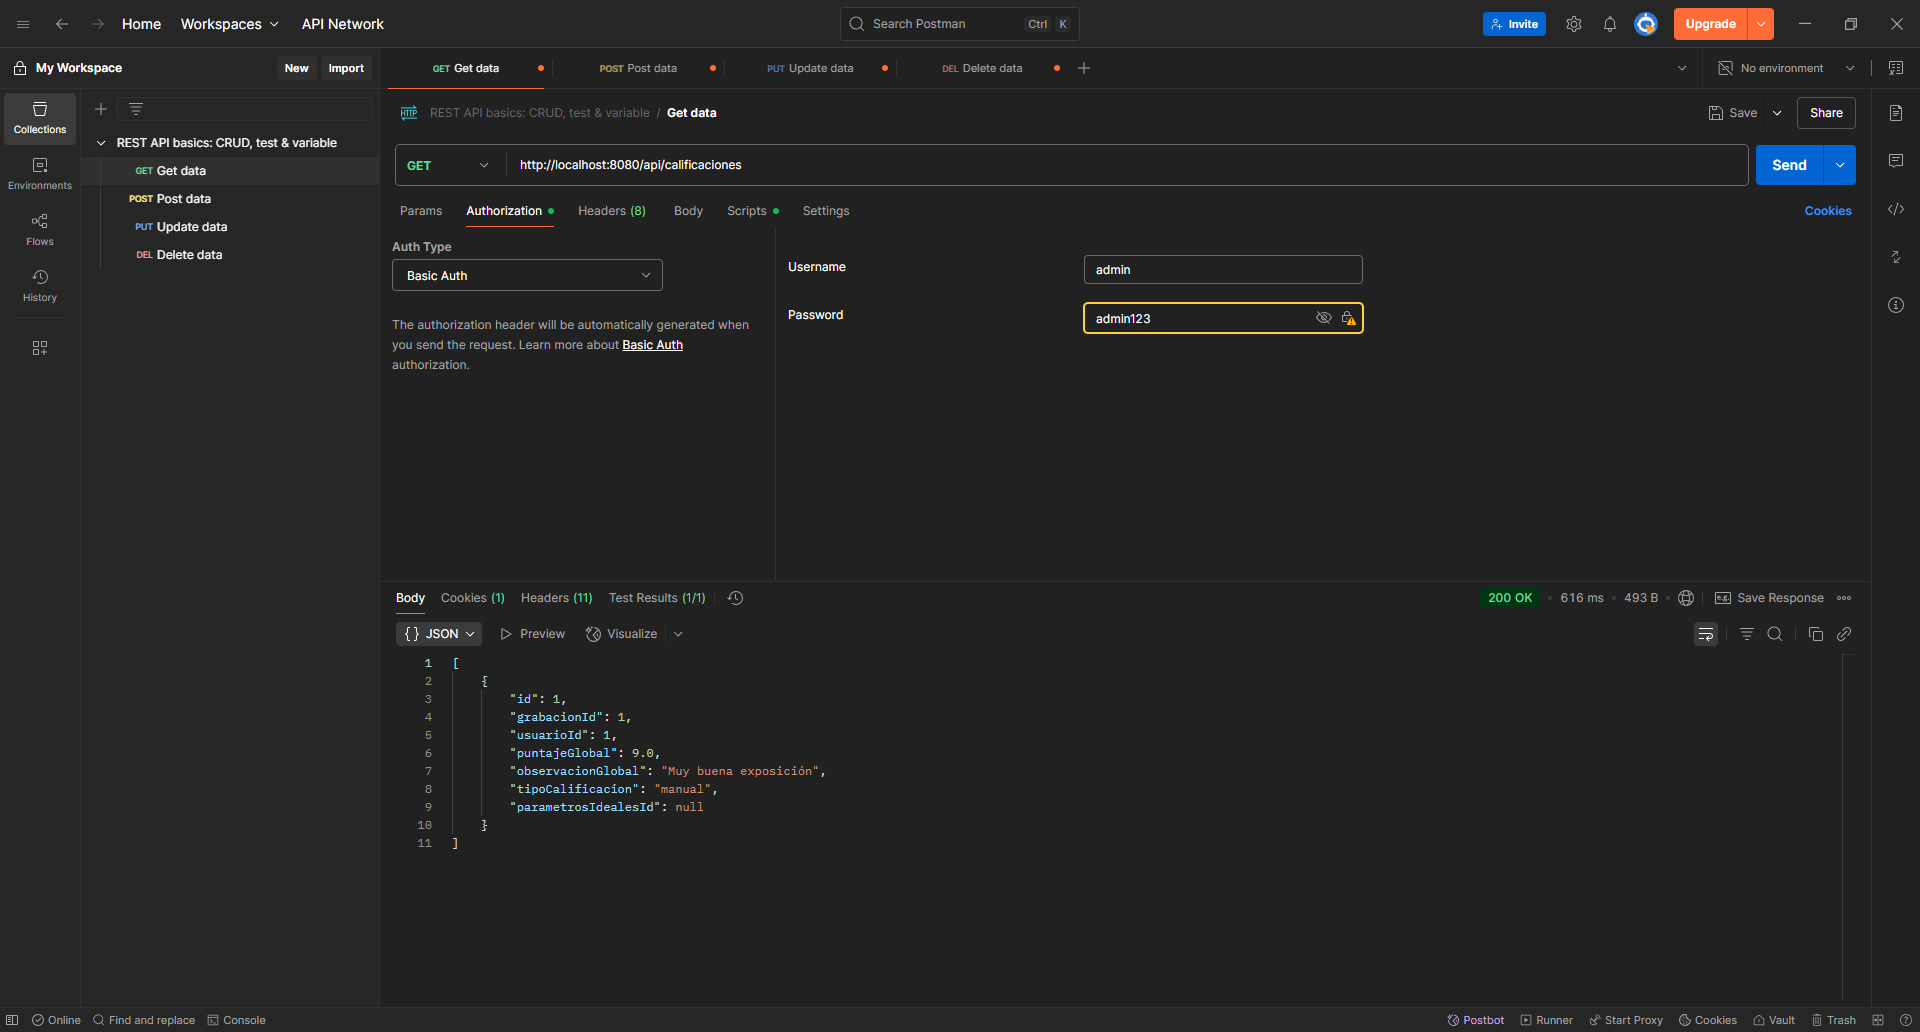 Home Workspaces API Network Search Postman Ctrl K Invite Upgrade
My Workspace New Import GET Get data POST Post data PUT Update data DEL Delete data No environment
Collections
Environments
Flows
History
REST API basics: CRUD, test & variable
GET Get data
POST Post data
PUT Update data
DEL Delete data
HTTP REST API basics: CRUD, test & variable / Get data Save Share
GET http://localhost:8080/api/calificaciones Send
Params Authorization Headers (8) Body Scripts Settings Cookies
Auth Type
Basic Auth
The authorization header will be automatically generated when
you send the request. Learn more about Basic Auth
authorization.
Username admin
Password admin123
Body Cookies (1) Headers (11) Test Results (1/1) 200 OK • 616 ms • 493 B e.g. Save Response
{} JSON Preview Visualize
1 [
2 {
3 "id": 1,
4 "grabacionId": 1,
5 "usuarioId": 1,
6 "puntajeGlobal": 9.0,
7 "observacionGlobal": "Muy buena exposición",
8 "tipoCalificacion": "manual",
9 "parametrosIdealesId": null
10 }
11 ]
Online Find and replace Console Postbot Runner Start Proxy Cookies Vault Trash